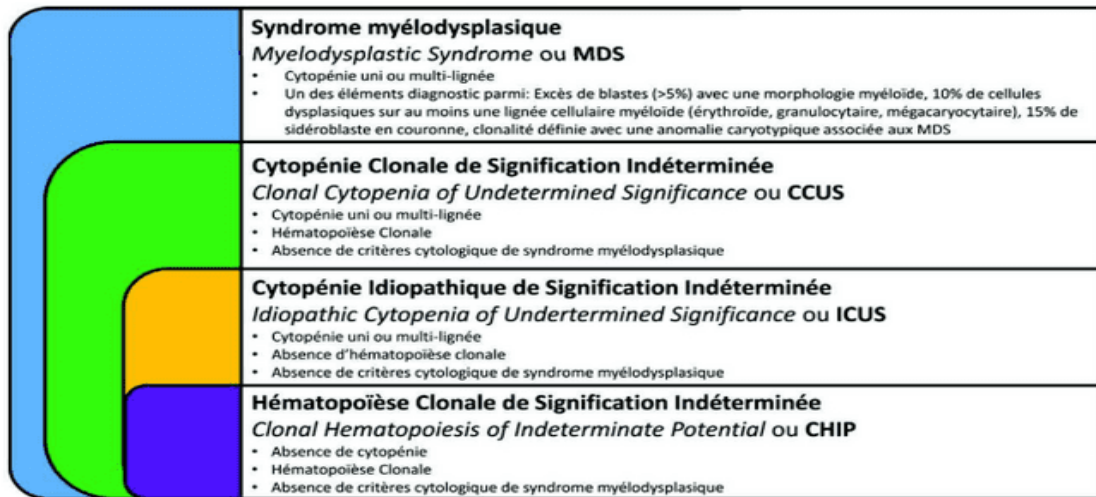 Syndrome myélodysplasique
Myelodysplastic Syndrome ou MDS
• Cytopénie uni ou multi-lignée
• Un des éléments diagnostic parmi: Excès de blastes (>5%) avec une morphologie myéloïde, 10% de cellules
dysplasiques sur au moins une lignée cellulaire myéloïde (érythroïde, granulocytaire, mégacaryocytaire), 15% de
sidéroblaste en couronne, clonalité définie avec une anomalie caryotypique associée aux MDS
Cytopénie Clonale de Signification Indéterminée
Clonal Cytopenia of Undetermined Significance ou CCUS
• Cytopénie uni ou multi-lignée
• Hématopoïèse Clonale
• Absence de critères cytologique de syndrome myélodysplasique
Cytopénie Idiopathique de Signification Indéterminée
Idiopathic Cytopenia of Undertermined Significance ou ICUS
• Cytopénie uni ou multi-lignée
• Absence d'hématopoïèse clonale
• Absence de critères cytologique de syndrome myélodysplasique
Hématopoïèse Clonale de Signification Indéterminée
Clonal Hematopoiesis of Indeterminate Potential ou CHIP
• Absence de cytopénie
• Hématopoïèse Clonale
• Absence de critères cytologique de syndrome myélodysplasique